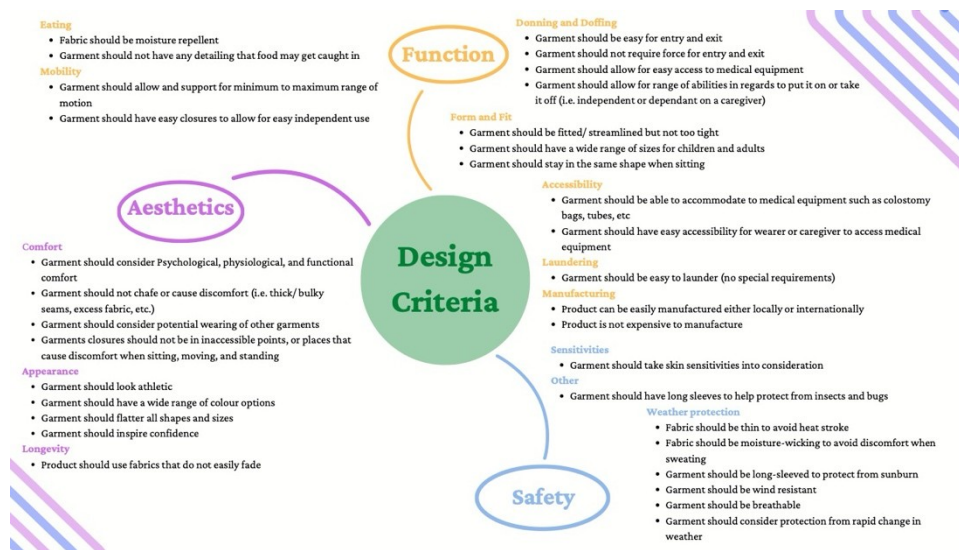 Eating
• Fabric should be moisture repellent
• Garment should not have any detailing that food may get caught in
Mobility
• Garment should allow and support for minimum to maximum range of
motion
• Garment should have easy closures to allow for easy independent use
Function
Donning and Doffing
• Garment should be easy for entry and exit
• Garment should not require force for entry and exit
• Garment should allow for easy access to medical equipment
• Garment should allow for range of abilities in regards to put it on or take
it off (i.e. independent or dependant on a caregiver)
Form and Fit
• Garment should be fitted/ streamlined but not too tight
• Garment should have a wide range of sizes for children and adults
• Garment should stay in the same shape when sitting
Accessibility
• Garment should be able to accommodate to medical equipment such as colostomy
bags, tubes, etc
• Garment should have easy accessibility for wearer or caregiver to access medical
equipment
Laundering
• Garment should be easy to launder (no special requirements)
Manufacturing
• Product can be easily manufactured either locally or internationally
• Product is not expensive to manufacture
Design
Criteria
Aesthetics
Comfort
• Garment should consider Psychological, physiological, and functional
comfort
• Garment should not chafe or cause discomfort (i.e. thick/ bulky
seams, excess fabric, etc.)
• Garment should consider potential wearing of other garments
• Garments closures should not be in inaccessible points, or places that
cause discomfort when sitting, moving, and standing
Appearance
• Garment should look athletic
• Garment should have a wide range of colour options
• Garment should flatter all shapes and sizes
• Garment should inspire confidence
Longevity
• Product should use fabrics that do not easily fade
Safety
Sensitivities
• Garment should take skin sensitivities into consideration
Other
• Garment should have long sleeves to help protect from insects and bugs
Weather protection
• Fabric should be thin to avoid heat stroke
• Fabric should be moisture-wicking to avoid discomfort when
sweating
• Garment should be long-sleeved to protect from sunburn
• Garment should be wind resistant
• Garment should be breathable
• Garment should consider protection from rapid change in
weather